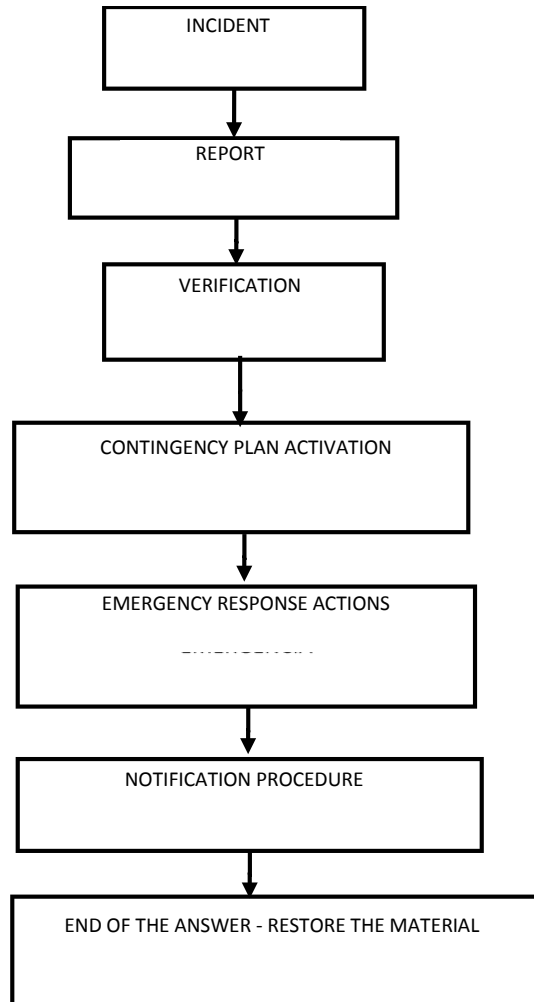 INCIDENT
REPORT
VERIFICATION
CONTINGENCY PLAN ACTIVATION
EMERGENCY RESPONSE ACTIONS
NOTIFICATION PROCEDURE
END OF THE ANSWER - RESTORE THE MATERIAL